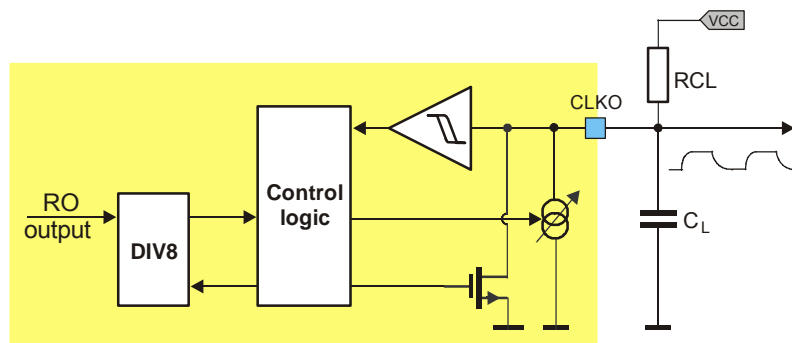 VCC
RCL
CLKO
Control
logic
RO
output
DIV8
CL